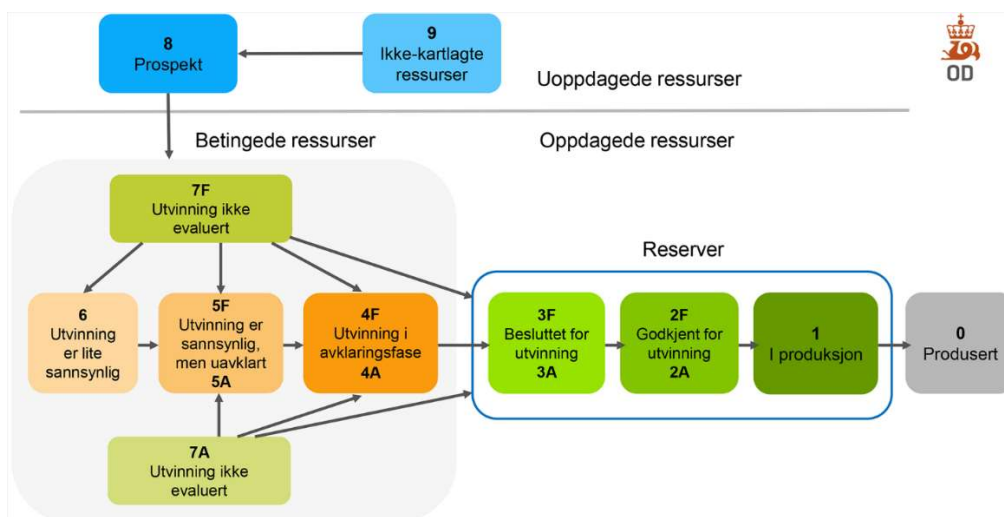 8
Prospekt
9
Ikke-kartlagte
ressurser
OD
Uoppdagede ressurser
Betingede ressurser
Oppdagede ressurser
7F
Utvinning ikke
evaluert
Reserver
6
Utvinning
er lite
sannsynlig
5F
Utvinning er
sannsynlig,
men uavklart
5A
4F
Utvinning i
avklaringsfase
4A
3F
Besluttet for
utvinning
3A
2F
Godkjent for
utvinning
2A
1
I produksjon
0
Produsert
7A
Utvinning ikke
evaluert